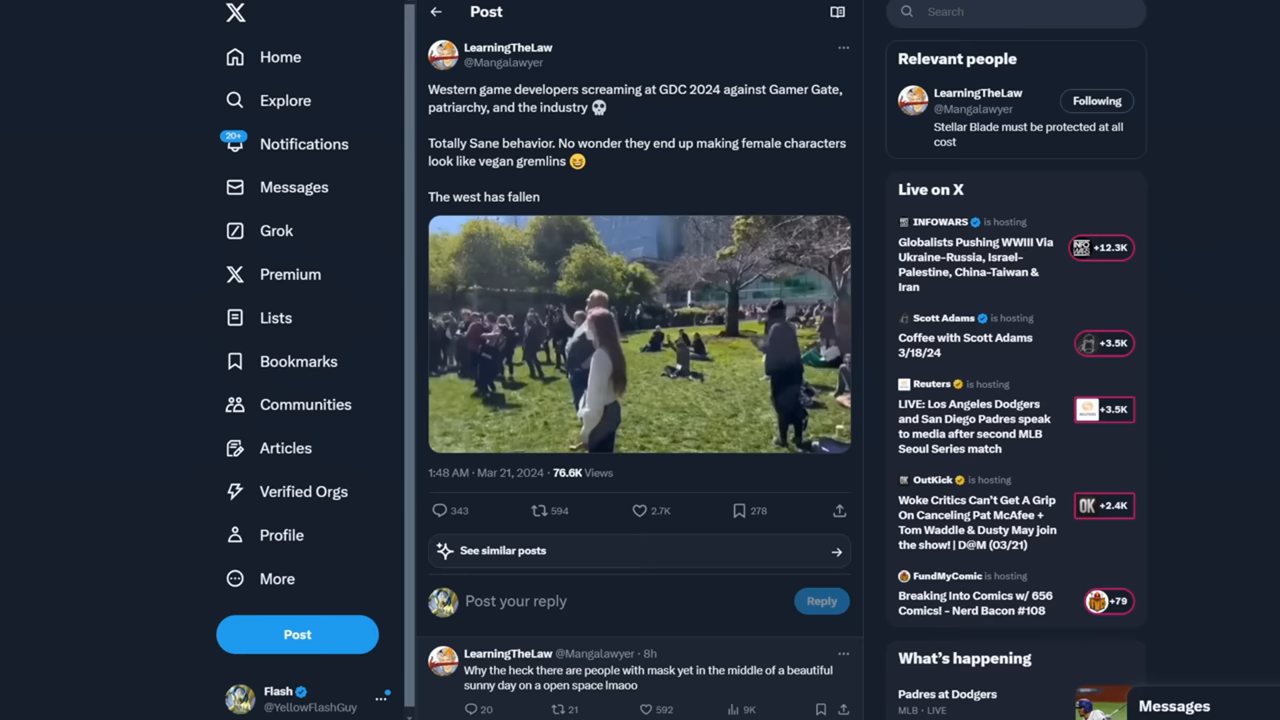 Home
Explore
20+
Notifications
Messages
Grok
Premium
Lists
Bookmarks
Communities
Articles
Verified Orgs
Profile
More
Post
Flash
@YellowFlashGuy
Post
LearningTheLaw
@Mangalawyer
Western game developers screaming at GDC 2024 against Gamer Gate,
patriarchy, and the industry 💀
Totally Sane behavior. No wonder they end up making female characters
look like vegan gremlins 😆
The west has fallen
1:48 AM · Mar 21, 2024 · 76.6K Views
343 594 2.7K 278
See similar posts
Post your reply
Reply
LearningTheLaw @Mangalawyer · 8h
Why the heck there are people with mask yet in the middle of a beautiful
sunny day on a open space lmaoo
20 21 592 9K
Search
Relevant people
LearningTheLaw
@Mangalawyer
Following
Stellar Blade must be protected at all
cost
Live on X
INFOWARS is hosting
Globalists Pushing WWIII Via
Ukraine-Russia, Israel-
Palestine, China-Taiwan &
Iran
+12.3K
Scott Adams is hosting
Coffee with Scott Adams
3/18/24
+3.5K
Reuters is hosting
LIVE: Los Angeles Dodgers
and San Diego Padres speak
to media after second MLB
Seoul Series match
+3.5K
OutKick is hosting
Woke Critics Can't Get A Grip
On Canceling Pat McAfee +
Tom Waddle & Dusty May join
the show! | D@M (03/21)
OK +2.4K
FundMyComic is hosting
Breaking Into Comics w/ 656
Comics! - Nerd Bacon #108
+79
What's happening
Padres at Dodgers
MLB · LIVE
Messages